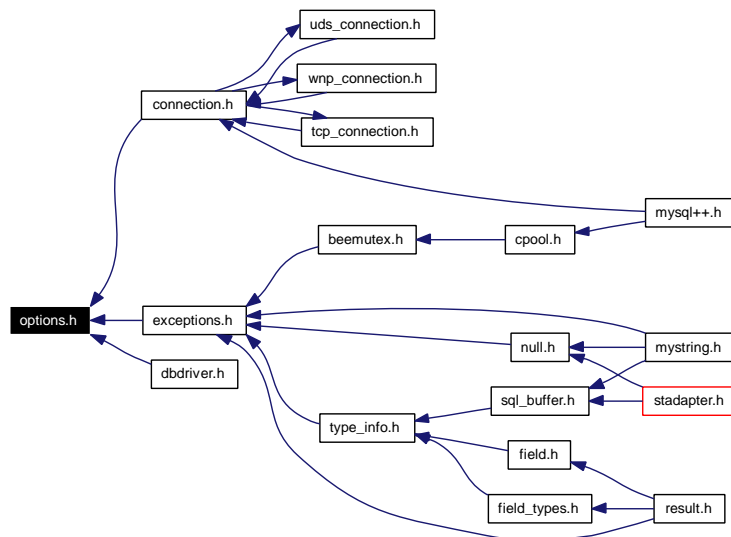 uds_connection.h
wnp_connection.h
connection.h
tcp_connection.h
mysql++.h
beemutex.h
cpool.h
options.h
exceptions.h
null.h
mystring.h
dbdriver.h
sql_buffer.h
stadapter.h
type_info.h
field.h
field_types.h
result.h